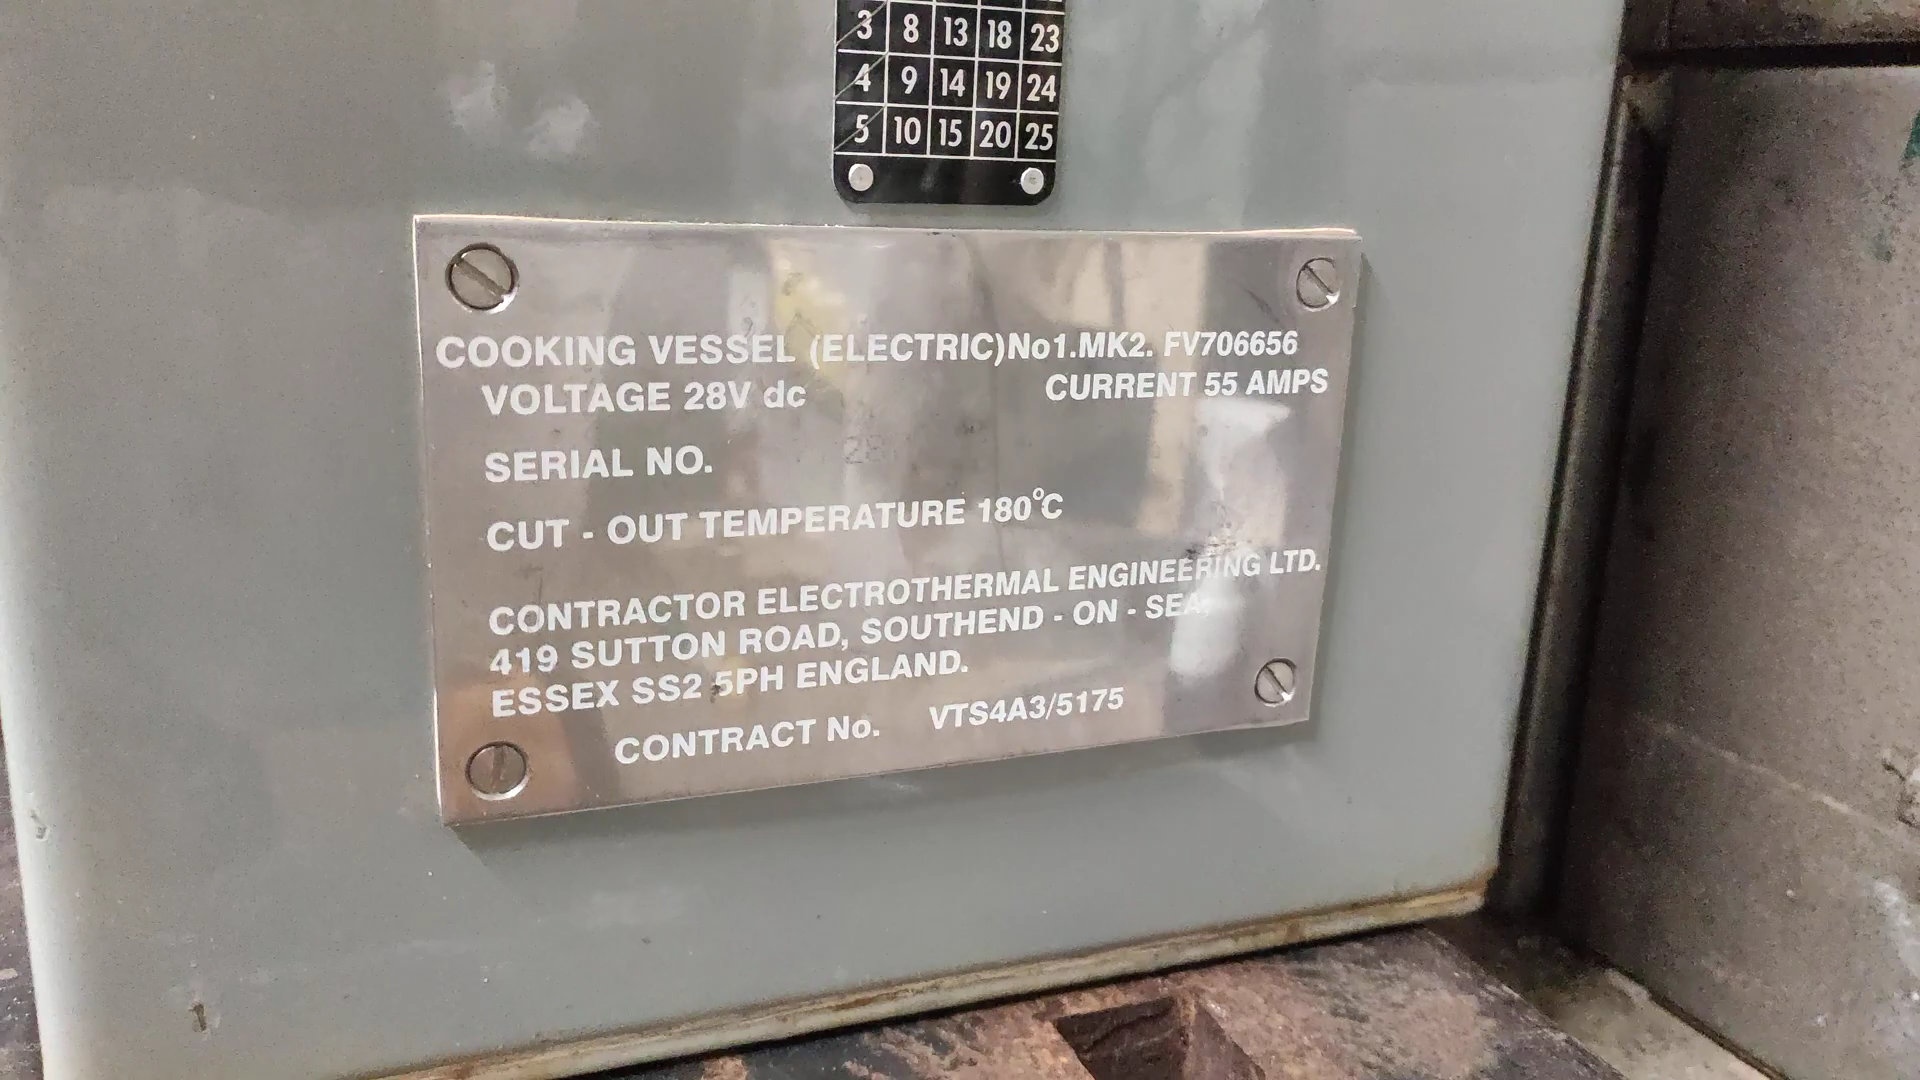 3 8 13 18 23
4 9 14 19 24
5 10 15 20 25
COOKING VESSEL (ELECTRIC)No1.MK2. FV706656
VOLTAGE 28V dc CURRENT 55 AMPS
SERIAL NO.
CUT - OUT TEMPERATURE 180°C
CONTRACTOR ELECTROTHERMAL ENGINEERING LTD.
419 SUTTON ROAD, SOUTHEND - ON - SEA,
ESSEX SS2 5PH ENGLAND.
CONTRACT No. VTS4A3/5175